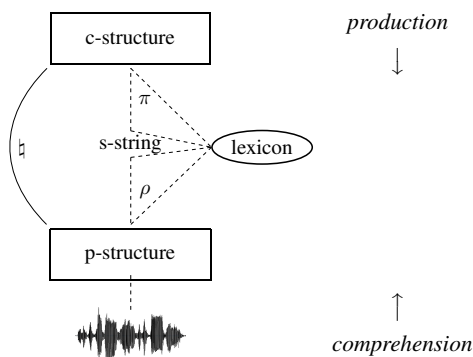 c-structure
production
↓
π
s-string
lexicon
♮
ρ
p-structure
↑
comprehension